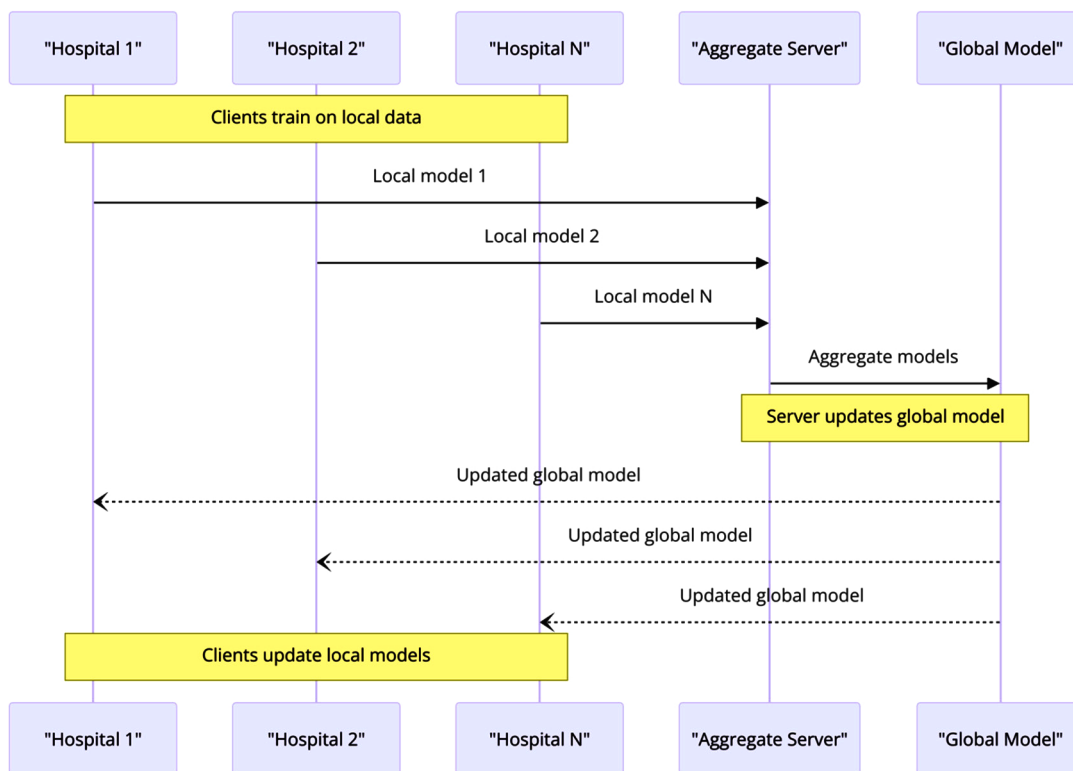 "Hospital 1"
"Hospital 2"
"Hospital N"
"Aggregate Server"
"Global Model"
Clients train on local data
Local model 1
Local model 2
Local model N
Aggregate models
Server updates global model
Updated global model
Updated global model
Updated global model
Clients update local models
"Hospital 1"
"Hospital 2"
"Hospital N"
"Aggregate Server"
"Global Model"